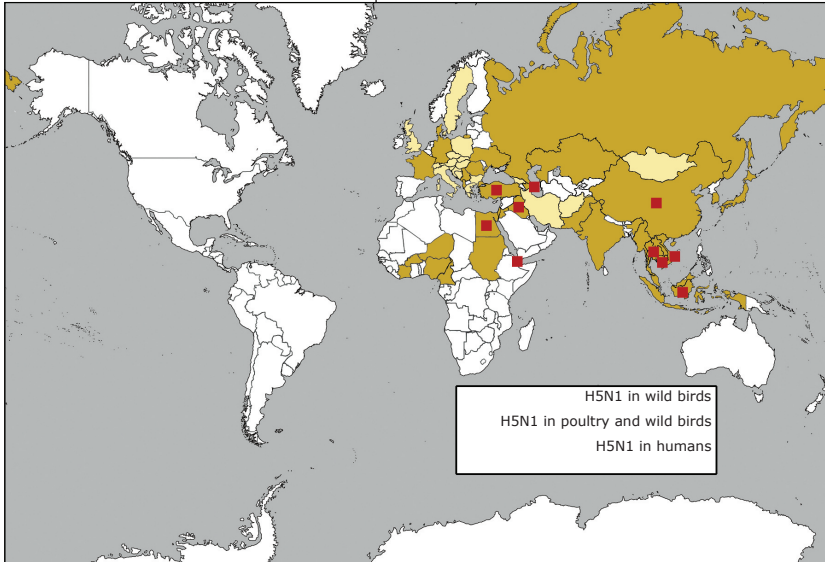 H5N1 in wild birds
H5N1 in poultry and wild birds
H5N1 in humans